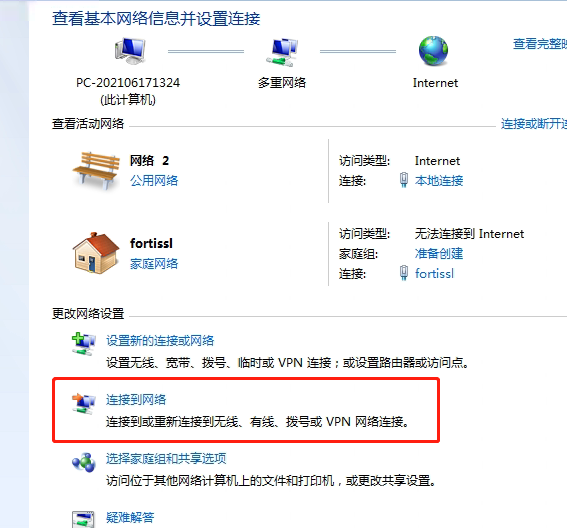 查看基本网络信息并设置连接
查看完整映
PC-202106171324
(此计算机)
多重网络
Internet
查看活动网络
连接或断开连
网络 2
公用网络
访问类型: Internet
连接: 本地连接
fortissl
家庭网络
访问类型: 无法连接到 Internet
家庭组: 准备创建
连接: fortissl
更改网络设置
设置新的连接或网络
设置无线、宽带、拨号、临时或 VPN 连接；或设置路由器或访问点。
连接到网络
连接到或重新连接到无线、有线、拨号或 VPN 网络连接。
选择家庭组和共享选项
访问位于其他网络计算机上的文件和打印机，或更改共享设置。
疑难解答